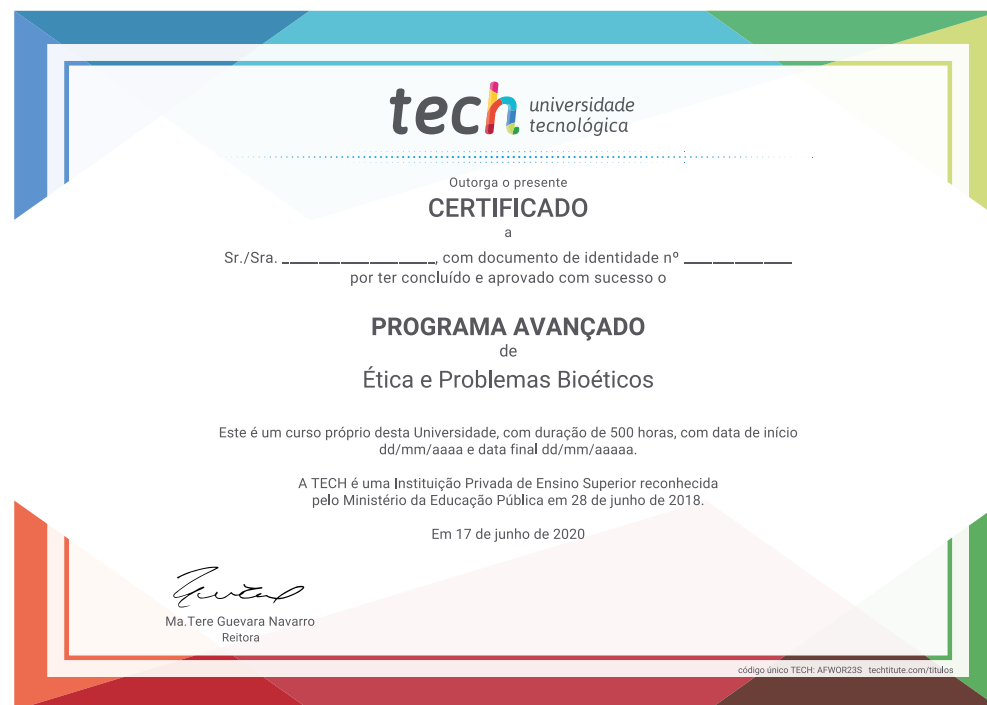 tech universidade
tecnológica
Outorga o presente
CERTIFICADO
a
Sr./Sra. ____________________, com documento de identidade nº ______________
por ter concluído e aprovado com sucesso o
PROGRAMA AVANÇADO
de
Ética e Problemas Bioéticos
Este é um curso próprio desta Universidade, com duração de 500 horas, com data de início
dd/mm/aaaa e data final dd/mm/aaaaa.
A TECH é uma Instituição Privada de Ensino Superior reconhecida
pelo Ministério da Educação Pública em 28 de junho de 2018.
Em 17 de junho de 2020
Ma.Tere Guevara Navarro
Reitora
código único TECH: AFWOR23S techtitute.com/titulos